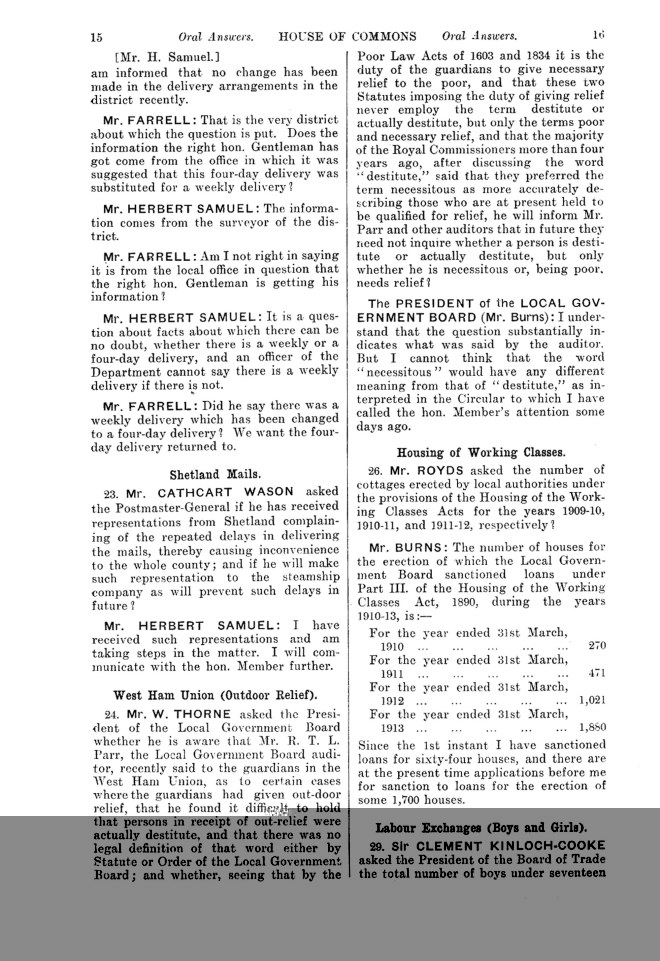 15 Oral Answers. HOUSE OF COMMONS Oral Answers. 16
[Mr. H. Samuel.]
am informed that no change has been
made in the delivery arrangements in the
district recently.
Mr. FARRELL: That is the very district
about which the question is put. Does the
information the right hon. Gentleman has
got come from the office in which it was
suggested that this four-day delivery was
substituted for a weekly delivery?
Mr. HERBERT SAMUEL: The informa-
tion comes from the surveyor of the dis-
trict.
Mr. FARRELL: Am I not right in saying
it is from the local office in question that
the right hon. Gentleman is getting his
information?
Mr. HERBERT SAMUEL: It is a ques-
tion about facts about which there can be
no doubt, whether there is a weekly or a
four-day delivery, and an officer of the
Department cannot say there is a weekly
delivery if there is not.
Mr. FARRELL: Did he say there was a
weekly delivery which has been changed
to a four-day delivery? We want the four-
day delivery returned to.
Shetland Mails.
23. Mr. CATHCART WASON asked
the Postmaster-General if he has received
representations from Shetland complain-
ing of the repeated delays in delivering
the mails, thereby causing inconvenience
to the whole county; and if he will make
such representation to the steamship
company as will prevent such delays in
future?
Mr. HERBERT SAMUEL: I have
received such representations and am
taking steps in the matter. I will com-
municate with the hon. Member further.
West Ham Union (Outdoor Relief).
24. Mr. W. THORNE asked the Presi-
dent of the Local Government Board
whether he is aware that Mr. R. T. L.
Parr, the Local Government Board audi-
tor, recently said to the guardians in the
West Ham Union, as to certain cases
where the guardians had given out-door
relief, that he found it difficult to hold
that persons in receipt of out-relief were
actually destitute, and that there was no
legal definition of that word either by
Statute or Order of the Local Government
Board; and whether, seeing that by the
Poor Law Acts of 1603 and 1834 it is the
duty of the guardians to give necessary
relief to the poor, and that these two
Statutes imposing the duty of giving relief
never employ the term destitute or
actually destitute, but only the terms poor
and necessary relief, and that the majority
of the Royal Commissioners more than four
years ago, after discussing the word
"destitute," said that they preferred the
term necessitous as more accurately de-
scribing those who are at present held to
be qualified for relief, he will inform Mr.
Parr and other auditors that in future they
need not inquire whether a person is desti-
tute or actually destitute, but only
whether he is necessitous or, being poor,
needs relief?
The PRESIDENT of the LOCAL GOV-
ERNMENT BOARD (Mr. Burns): I under-
stand that the question substantially in-
dicates what was said by the auditor.
But I cannot think that the word
"necessitous" would have any different
meaning from that of "destitute," as in-
terpreted in the Circular to which I have
called the hon. Member's attention some
days ago.
Housing of Working Classes.
26. Mr. ROYDS asked the number of
cottages erected by local authorities under
the provisions of the Housing of the Work-
ing Classes Acts for the years 1909-10,
1910-11, and 1911-12, respectively?
Mr. BURNS: The number of houses for
the erection of which the Local Govern-
ment Board sanctioned loans under
Part III. of the Housing of the Working
Classes Act, 1890, during the years
1910-13, is:—
For the year ended 31st March,
1910 ... ... ... ... ... 270
For the year ended 31st March,
1911 ... ... ... ... ... 471
For the year ended 31st March,
1912 ... ... ... ... ... 1,021
For the year ended 31st March,
1913 ... ... ... ... ... 1,880
Since the 1st instant I have sanctioned
loans for sixty-four houses, and there are
at the present time applications before me
for sanction to loans for the erection of
some 1,700 houses.
Labour Exchanges (Boys and Girls).
29. Sir CLEMENT KINLOCH-COOKE
asked the President of the Board of Trade
the total number of boys under seventeen